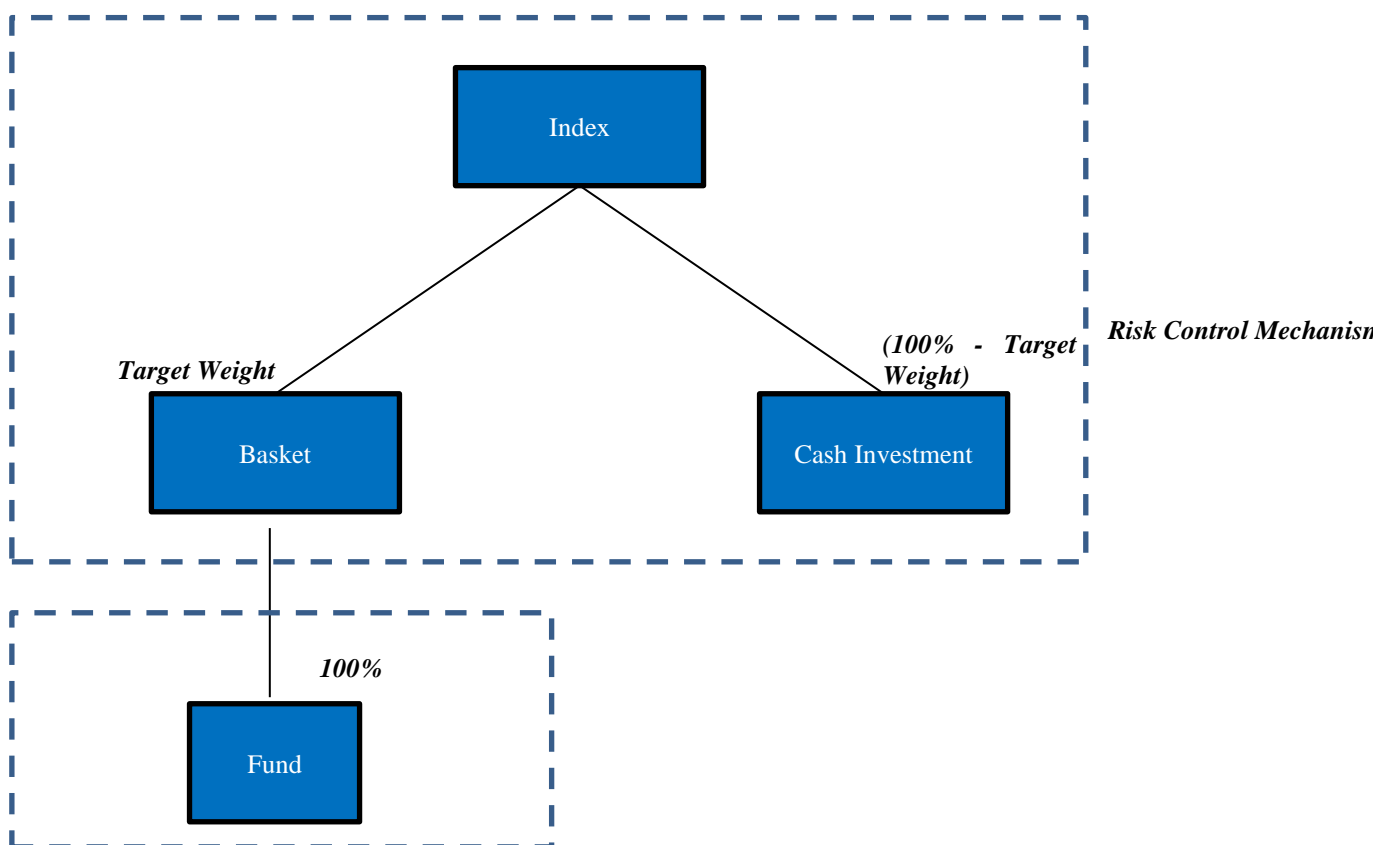 Index
(100% - Target
Weight)
Risk Control Mechanism
Target Weight
Basket
Cash Investment
100%
Fund